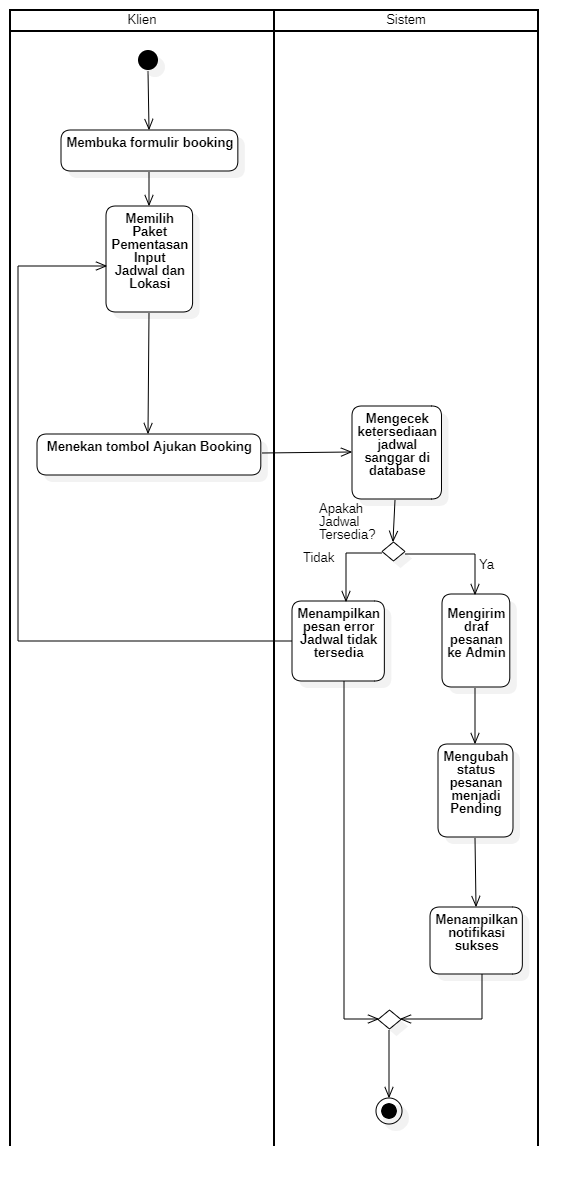 Klien
Sistem
Membuka formulir booking
Memilih
Paket
Pementasan
Input
Jadwal dan
Lokasi
Menekan tombol Ajukan Booking
Mengecek
ketersediaan
jadwal
sanggar di
database
Apakah
Jadwal
Tersedia?
Tidak
Ya
Menampilkan
pesan error
Jadwal tidak
tersedia
Mengirim
draf
pesanan
ke Admin
Mengubah
status
pesanan
menjadi
Pending
Menampilkan
notifikasi
sukses